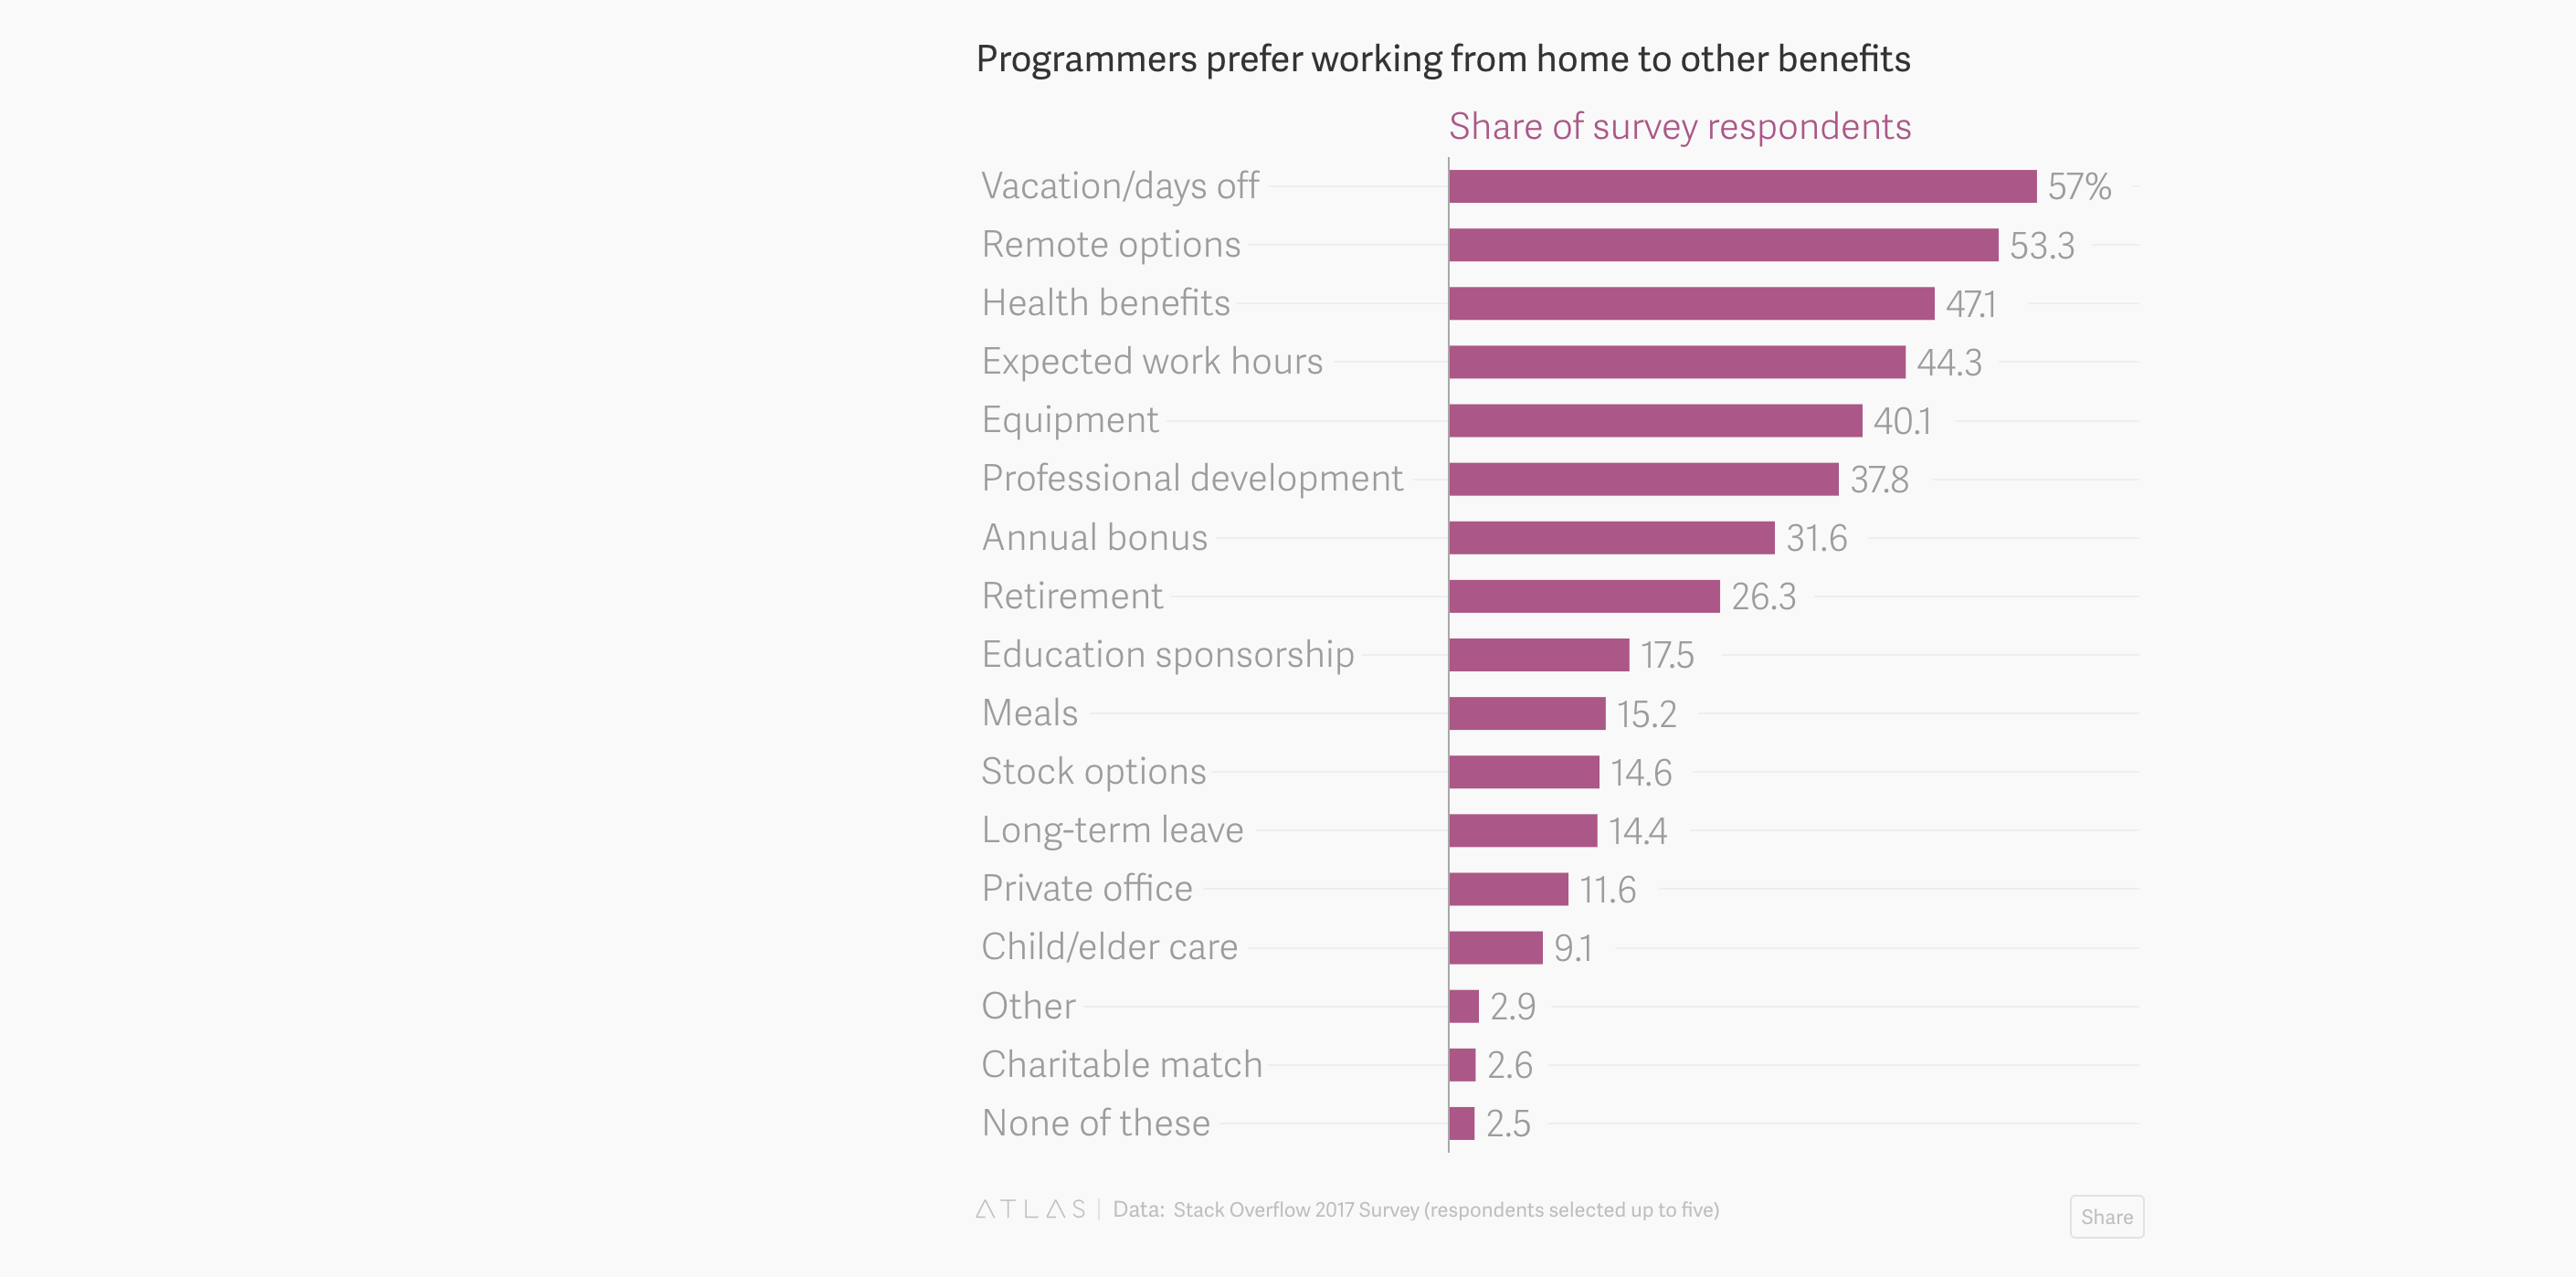 Programmers prefer working from home to other benefits
Share of survey respondents
Vacation/days off 57%
Remote options 53.3
Health benefits 47.1
Expected work hours 44.3
Equipment 40.1
Professional development 37.8
Annual bonus 31.6
Retirement 26.3
Education sponsorship 17.5
Meals 15.2
Stock options 14.6
Long-term leave 14.4
Private office 11.6
Child/elder care 9.1
Other 2.9
Charitable match 2.6
None of these 2.5
ATLAS | Data: Stack Overflow 2017 Survey (respondents selected up to five)
Share